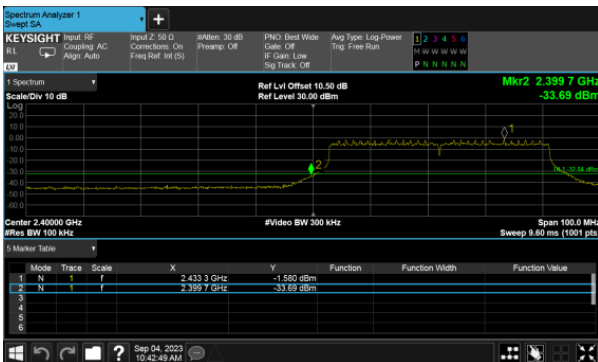 Spectrum Analyzer 1
Swept SA
KEYSIGHT Input: RF Input Z: 50 Ω #Atten: 30 dB PNO: Best Wide Avg Type: Log-Power 1 2 3 4 5 6
RL Coupling: AC Corrections: On Preamp: Off Gate: Off Trig: Free Run M W W W W W
Align: Auto Freq Ref: Int (S) IF Gain: Low
LXI Sig Track: Off P N N N N N
1 Spectrum Ref Lvl Offset 10.50 dB Mkr2 2.399 7 GHz
Scale/Div 10 dB Ref Level 30.00 dBm -33.69 dBm
Log
20.0
10.0
0.00
-10.0
-20.0
-30.0
-40.0
-50.0
-60.0
1
2
Center 2.40000 GHz #Video BW 300 kHz Span 100.0 MHz
#Res BW 100 kHz Sweep 9.60 ms (1001 pts)
5 Marker Table
Mode Trace Scale X Y Function Function Width Function Value
1 N 1 f 2.433 3 GHz -1.580 dBm
2 N 1 f 2.399 7 GHz -33.69 dBm
3
4
5
6
? Sep 04, 2023
10:42:49 AM